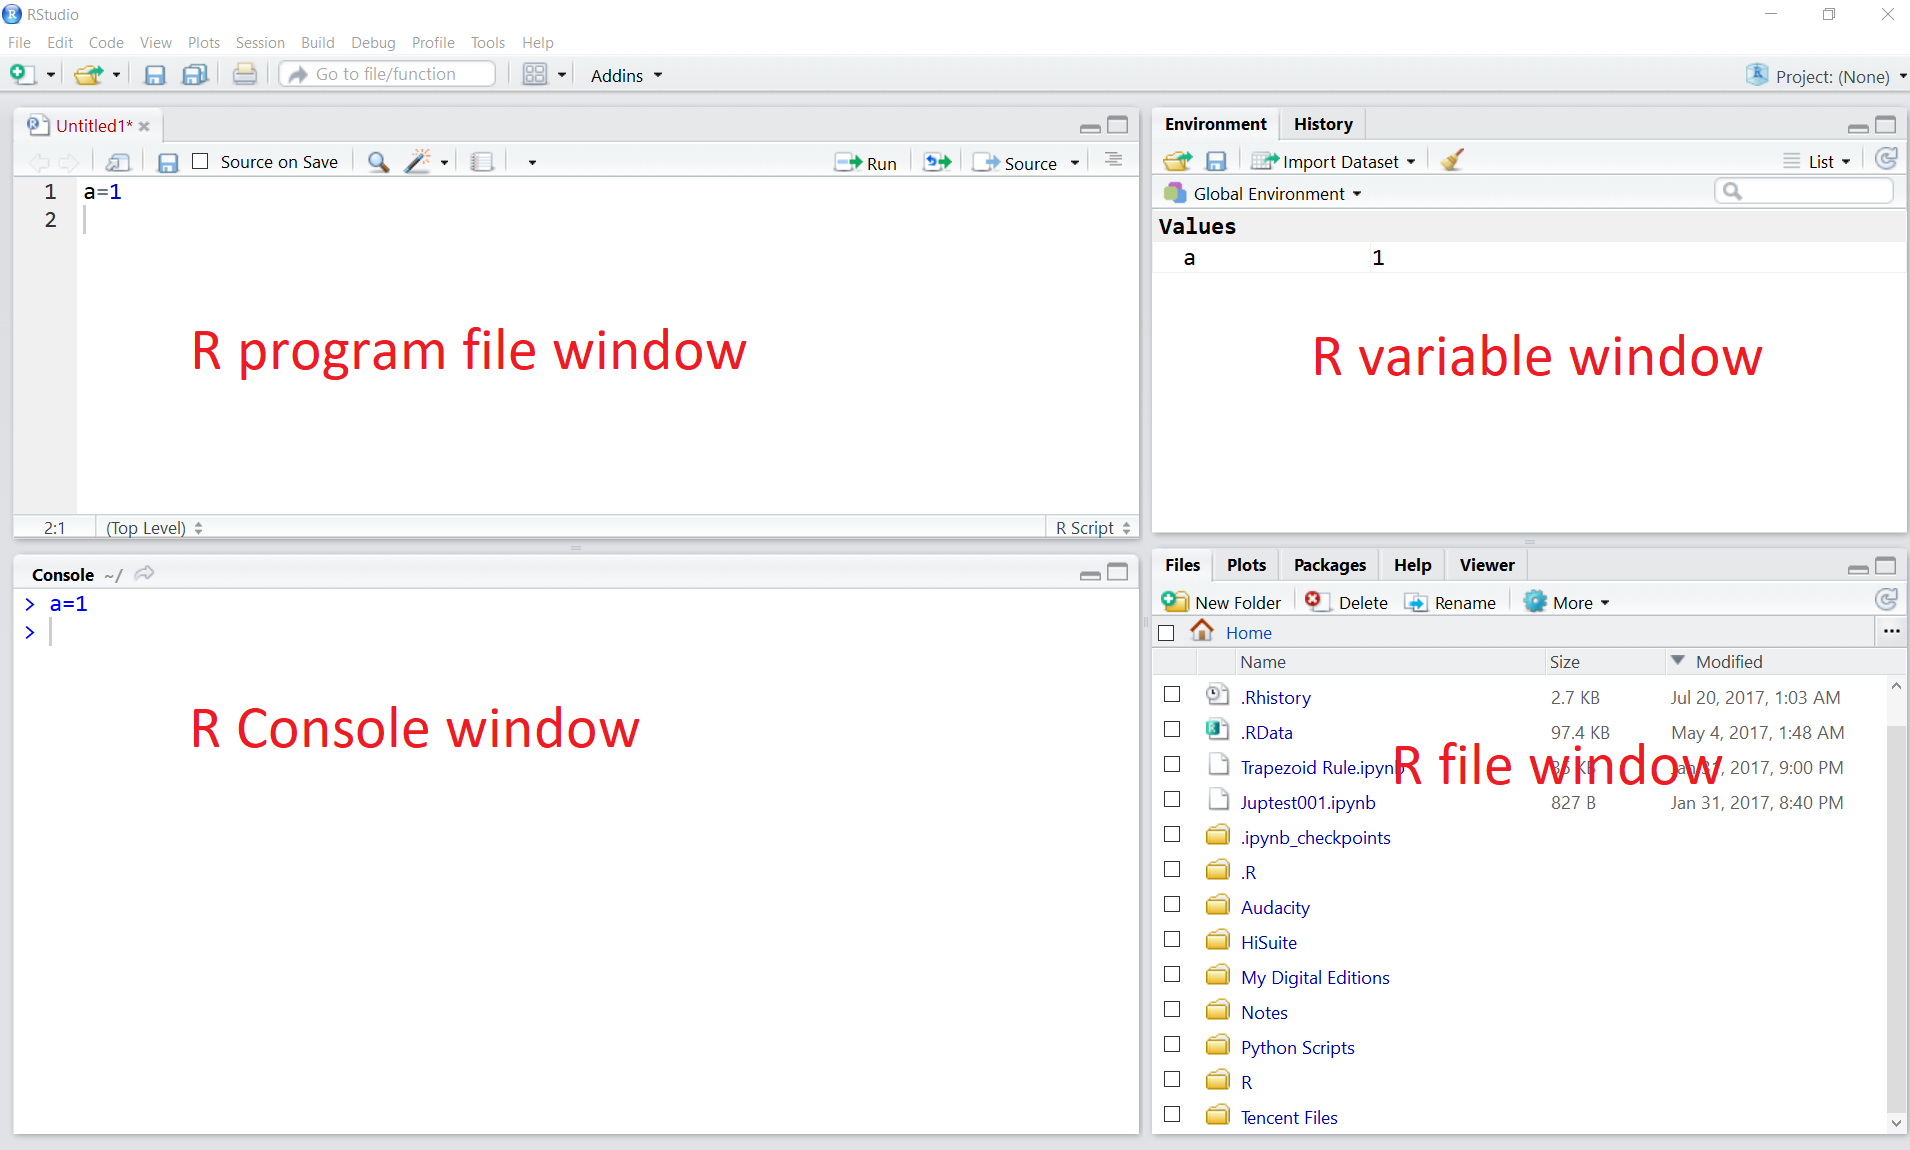 RStudio
File Edit Code View Plots Session Build Debug Profile Tools Help
Go to file/function Addins Project: (None)
Untitled1*
Source on Save Run Source
1 a=1
2
R program file window
2:1 (Top Level) R Script
Console ~/
> a=1
>
R Console window
Environment History
Import Dataset List
Global Environment
Values
a 1
R variable window
Files Plots Packages Help Viewer
New Folder Delete Rename More
Home ...
Name Size Modified
.Rhistory 2.7 KB Jul 20, 2017, 1:03 AM
.RData 97.4 KB May 4, 2017, 1:48 AM
Trapezoid Rule.ipynb KB Jan 31, 2017, 9:00 PM
R file window
Juptest001.ipynb 827 B Jan 31, 2017, 8:40 PM
.ipynb_checkpoints
.R
Audacity
HiSuite
My Digital Editions
Notes
Python Scripts
R
Tencent Files